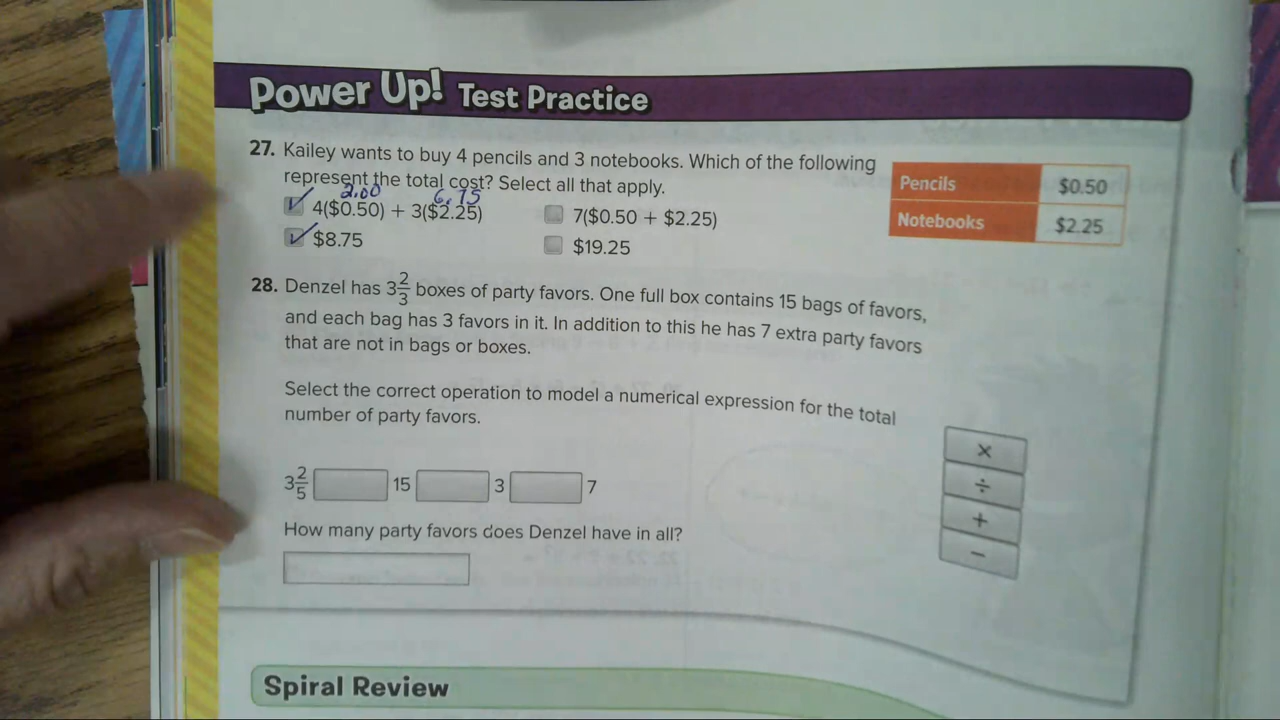 Power Up! Test Practice
27. Kailey wants to buy 4 pencils and 3 notebooks. Which of the following
represent the total cost? Select all that apply.
2.00 6.75
✓ 4($0.50) + 3($2.25)
7($0.50 + $2.25)
✓ $8.75
$19.25
Pencils $0.50
Notebooks $2.25
28. Denzel has 3 2/3 boxes of party favors. One full box contains 15 bags of favors,
and each bag has 3 favors in it. In addition to this he has 7 extra party favors
that are not in bags or boxes.
Select the correct operation to model a numerical expression for the total
number of party favors.
3 2/5 15 3 7
×
÷
+
−
How many party favors does Denzel have in all?
Spiral Review